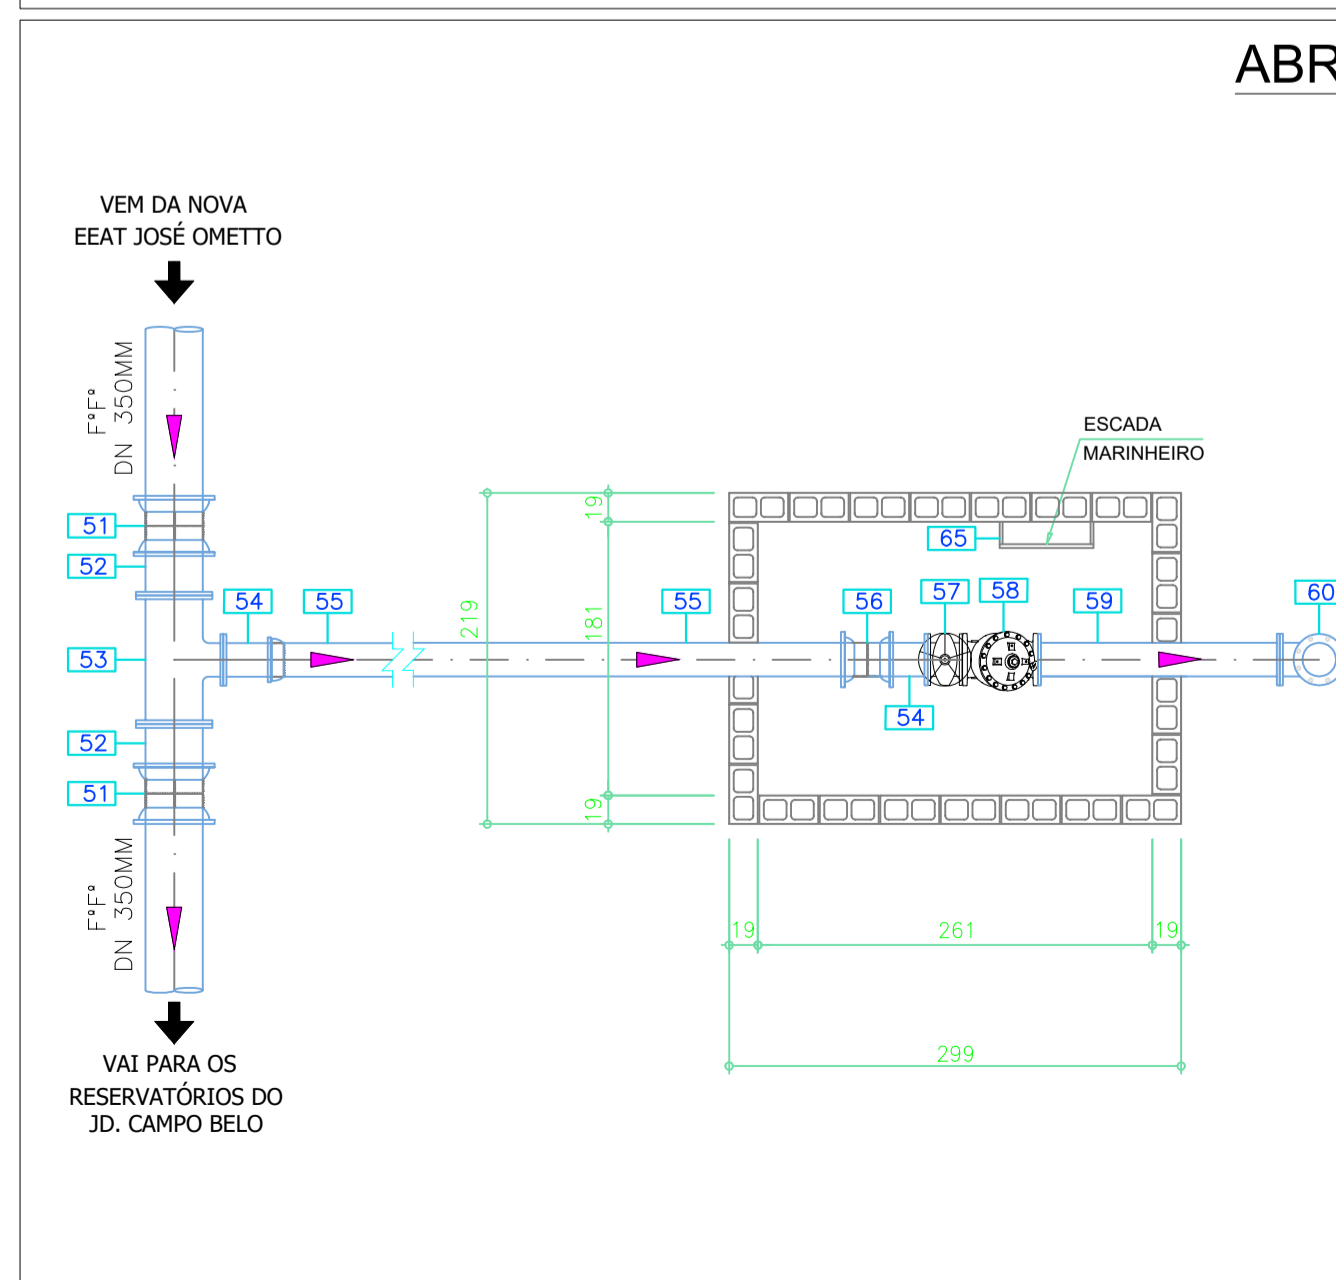 ABR
VEM DA NOVA
EEAT JOSÉ OMETTO
F°F°
DN 350MM
ESCADA
MARINHEIRO
51
52
53
52
51
54
55
55
56
57
58
59
60
65
54
19
219
181
19
19
261
19
299
F°F°
DN 350MM
VAI PARA OS
RESERVATÓRIOS DO
JD. CAMPO BELO